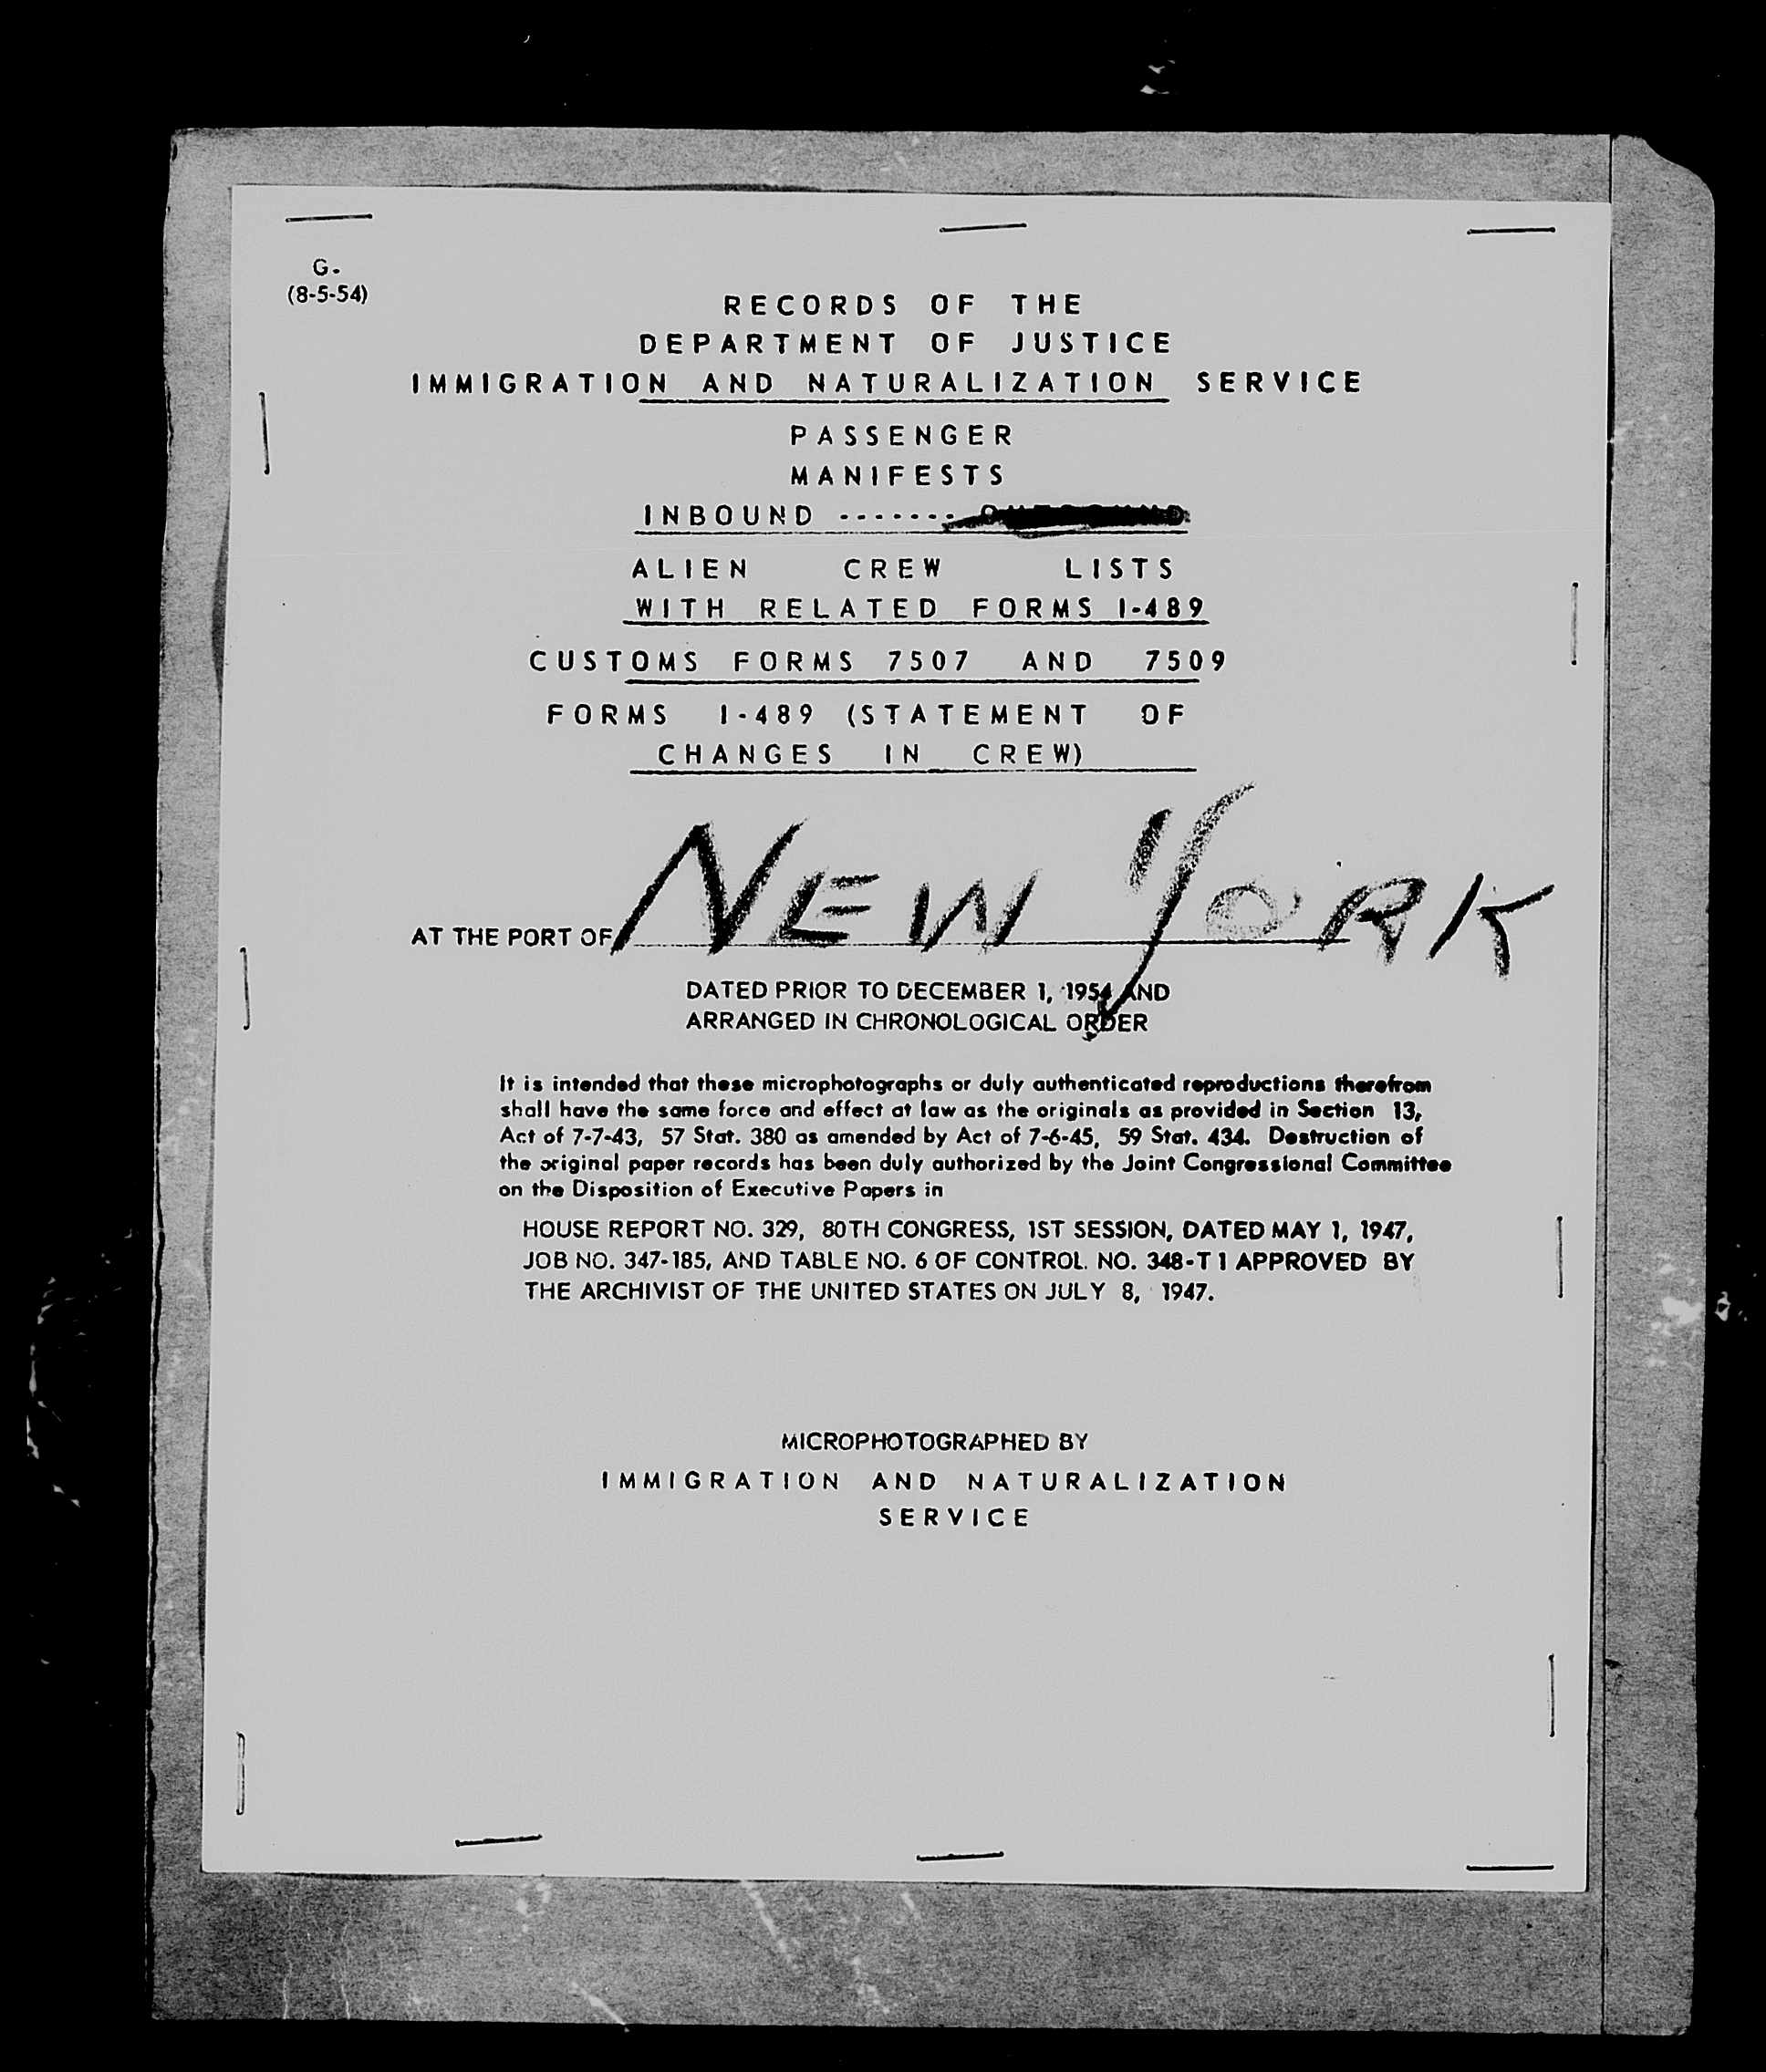 G.
(8-5-54)
RECORDS OF THE
DEPARTMENT OF JUSTICE
IMMIGRATION AND NATURALIZATION SERVICE
PASSENGER
MANIFESTS
INBOUND -------
ALIEN CREW LISTS
WITH RELATED FORMS I-489
CUSTOMS FORMS 7507 AND 7509
FORMS I-489 (STATEMENT OF
CHANGES IN CREW)
AT THE PORT OF NEW YORK
DATED PRIOR TO DECEMBER 1, 1954 AND
ARRANGED IN CHRONOLOGICAL ORDER
It is intended that these microphotographs or duly authenticated reproductions therefrom
shall have the same force and effect at law as the originals as provided in Section 13,
Act of 7-7-43, 57 Stat. 380 as amended by Act of 7-6-45, 59 Stat. 434. Destruction of
the original paper records has been duly authorized by the Joint Congressional Committee
on the Disposition of Executive Papers in
HOUSE REPORT NO. 329, 80TH CONGRESS, 1ST SESSION, DATED MAY 1, 1947,
JOB NO. 347-185, AND TABLE NO. 6 OF CONTROL NO. 348-T 1 APPROVED BY
THE ARCHIVIST OF THE UNITED STATES ON JULY 8, 1947.
MICROPHOTOGRAPHED BY
IMMIGRATION AND NATURALIZATION
SERVICE